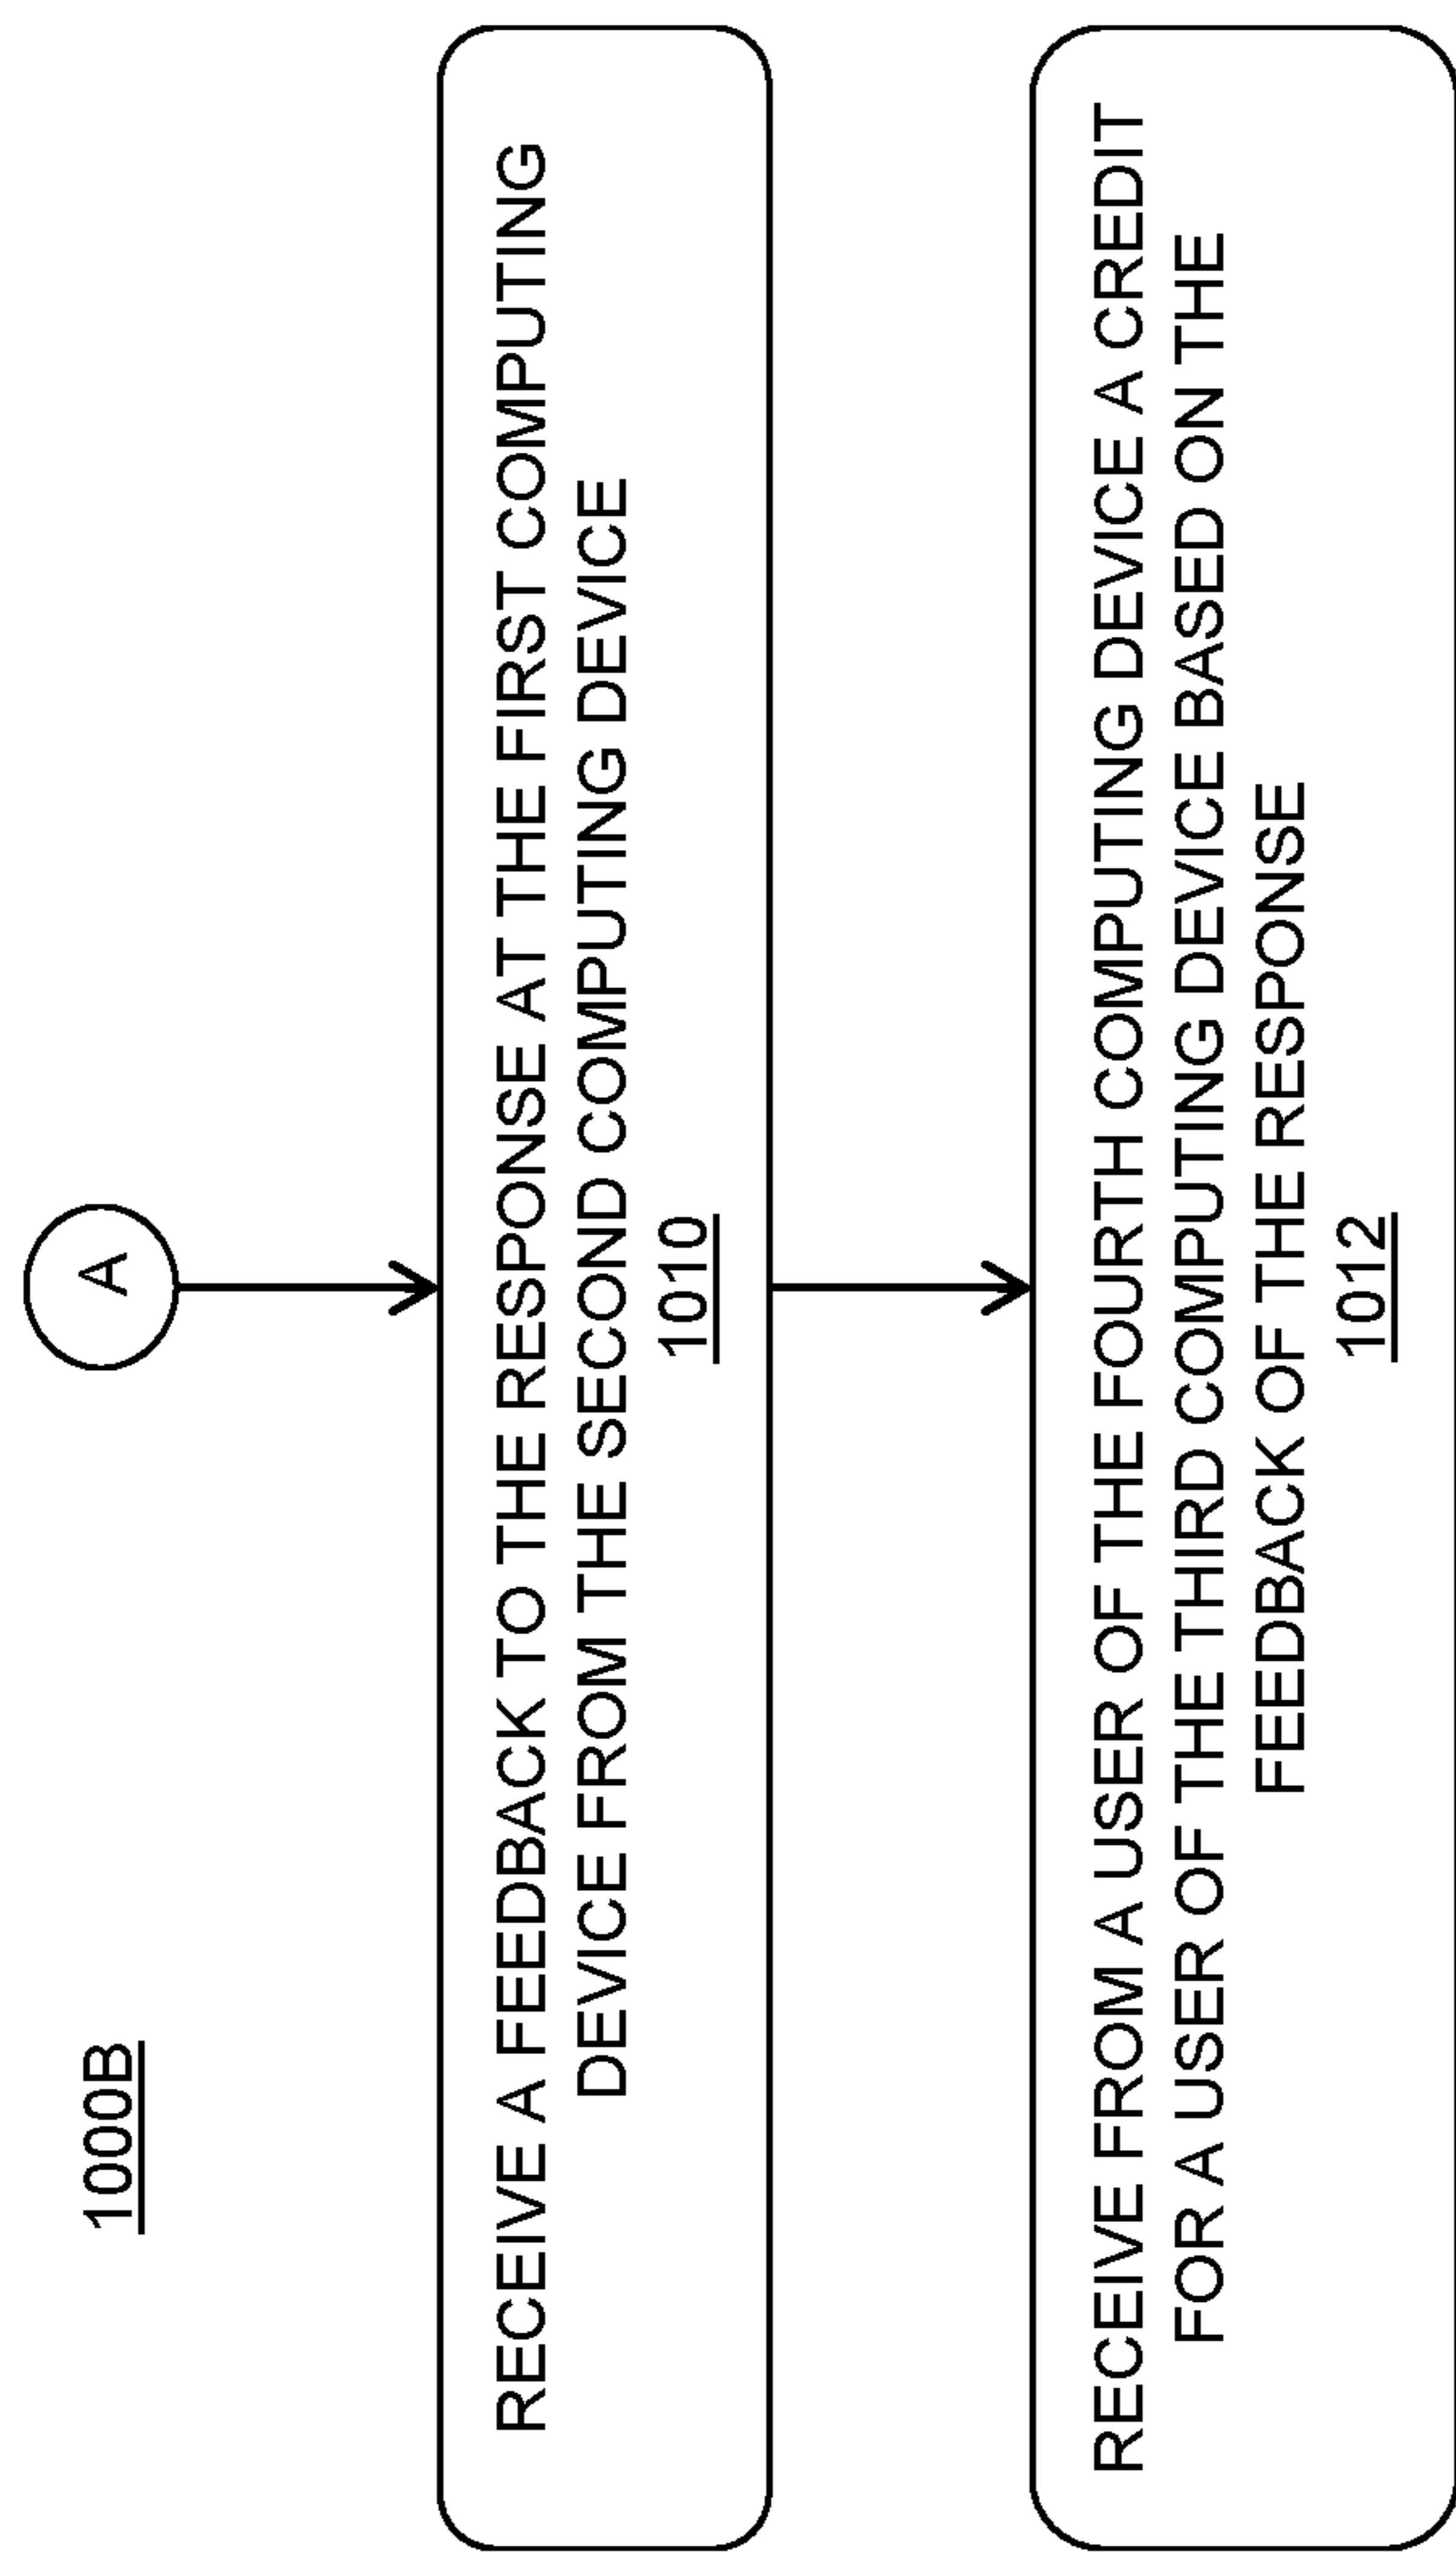 1000B
A
RECEIVE A FEEDBACK TO THE RESPONSE AT THE FIRST COMPUTING
DEVICE FROM THE SECOND COMPUTING DEVICE
1010
RECEIVE FROM A USER OF THE FOURTH COMPUTING DEVICE A CREDIT
FOR A USER OF THE THIRD COMPUTING DEVICE BASED ON THE
FEEDBACK OF THE RESPONSE
1012